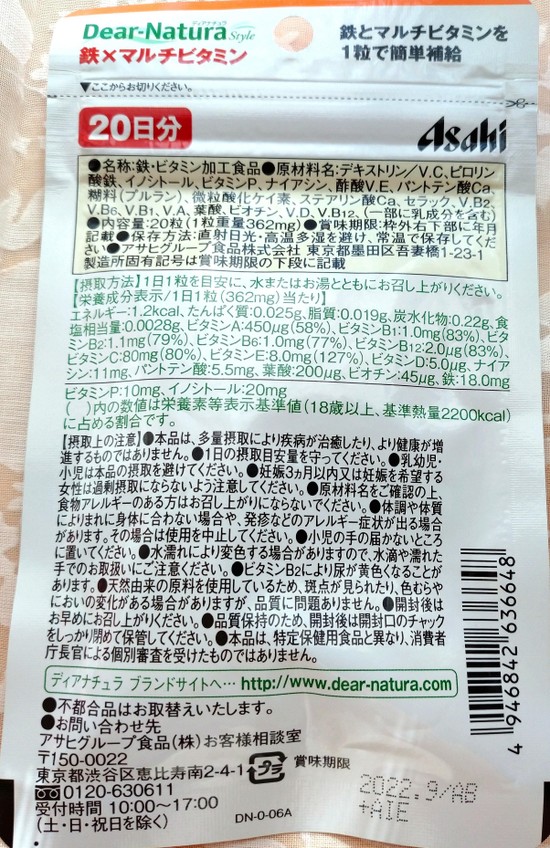 Dear-Natura Style
ディアナチュラ
鉄×マルチビタミン
鉄とマルチビタミンを
1粒で簡単補給
▼ここからお切りください。
20日分
Asahi
●名称:鉄・ビタミン加工食品●原材料名:デキストリン/V.C、ピロリン
酸鉄、イノシトール、ビタミンP、ナイアシン、酢酸V.E、パントテン酸Ca、
糊料(プルラン)、微粒酸化ケイ素、ステアリン酸Ca、セラック、V.B2、
V.B6、V.B1、V.A、葉酸、ビオチン、V.D、V.B12、(一部に乳成分を含む)
●内容量:20粒(1粒重量362mg)●賞味期限:枠外右下部に年月
記載●保存方法:直射日光・高温多湿を避け、常温で保存してくだ
さい●アサヒグループ食品株式会社 東京都墨田区吾妻橋1-23-1
製造所固有記号は賞味期限の下段に記載
【摂取方法】1日1粒を目安に、水またはお湯とともにお召し上がりください。
【栄養成分表示/1日1粒(362mg)当たり】
エネルギー:1.2kcal、たんぱく質:0.025g、脂質:0.019g、炭水化物:0.22g、食
塩相当量:0.0028g、ビタミンA:450μg(58%)、ビタミンB1:1.0mg(83%)、ビタ
ミンB2:1.1mg(79%)、ビタミンB6:1.0mg(77%)、ビタミンB12:2.0μg(83%)、
ビタミンC:80mg(80%)、ビタミンE:8.0mg(127%)、ビタミンD:5.0μg、ナイア
シン:11mg、パントテン酸:5.5mg、葉酸:200μg、ビオチン:45μg、鉄:18.0mg
ビタミンP:10mg、イノシトール:20mg
( )内の数値は栄養素等表示基準値(18歳以上、基準熱量2200kcal)
に占める割合です。
【摂取上の注意】●本品は、多量摂取により疾病が治癒したり、より健康が増
進するものではありません。●1日の摂取目安量を守ってください。●乳幼児・
小児は本品の摂取を避けてください。●妊娠3ヵ月以内又は妊娠を希望する
女性は過剰摂取にならないよう注意してください。●原材料名をご確認の上、
食物アレルギーのある方はお召し上がりにならないでください。●体調や体質
によりまれに身体に合わない場合や、発疹などのアレルギー症状が出る場合
があります。その場合は使用を中止してください。●小児の手の届かないところ
に置いてください。●水濡れにより変色する場合がありますので、水滴や濡れた
手でのお取扱いにご注意ください。●ビタミンB2により尿が黄色くなることが
あります。●天然由来の原料を使用しているため、斑点が見られたり、色むらや
においの変化がある場合がありますが、品質に問題ありません。●開封後は
お早めにお召し上がりください。●品質保持のため、開封後は開封口のチャック
をしっかり閉めて保管してください。●本品は、特定保健用食品と異なり、消費者
庁長官による個別審査を受けたものではありません。
ディアナチュラ ブランドサイトへ… http://www.dear-natura.com
●不都合品はお取替えいたします。
●お問い合わせ先
アサヒグループ食品(株)お客様相談室
〒150-0022
東京都渋谷区恵比寿南2-4-1
プラ
賞味期限
0120-630611
受付時間 10:00〜17:00
(土・日・祝日を除く)
DN-0-06A
2022.9/AB
+AIE
4 946842 636648